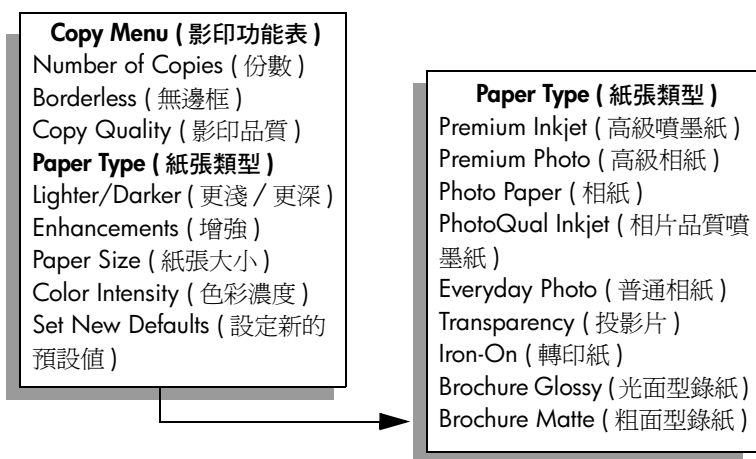 Copy Menu ( 影印功能表 )
Number of Copies ( 份數 )
Borderless ( 無邊框 )
Copy Quality ( 影印品質 )
Paper Type ( 紙張類型 )
Lighter/Darker ( 更淺 / 更深 )
Enhancements ( 增強 )
Paper Size ( 紙張大小 )
Color Intensity ( 色彩濃度 )
Set New Defaults ( 設定新的
預設值 )
Paper Type ( 紙張類型 )
Premium Inkjet ( 高級噴墨紙 )
Premium Photo ( 高級相紙 )
Photo Paper ( 相紙 )
PhotoQual Inkjet ( 相片品質噴
墨紙 )
Everyday Photo ( 普通相紙 )
Transparency ( 投影片 )
Iron-On ( 轉印紙 )
Brochure Glossy ( 光面型錄紙 )
Brochure Matte ( 粗面型錄紙 )